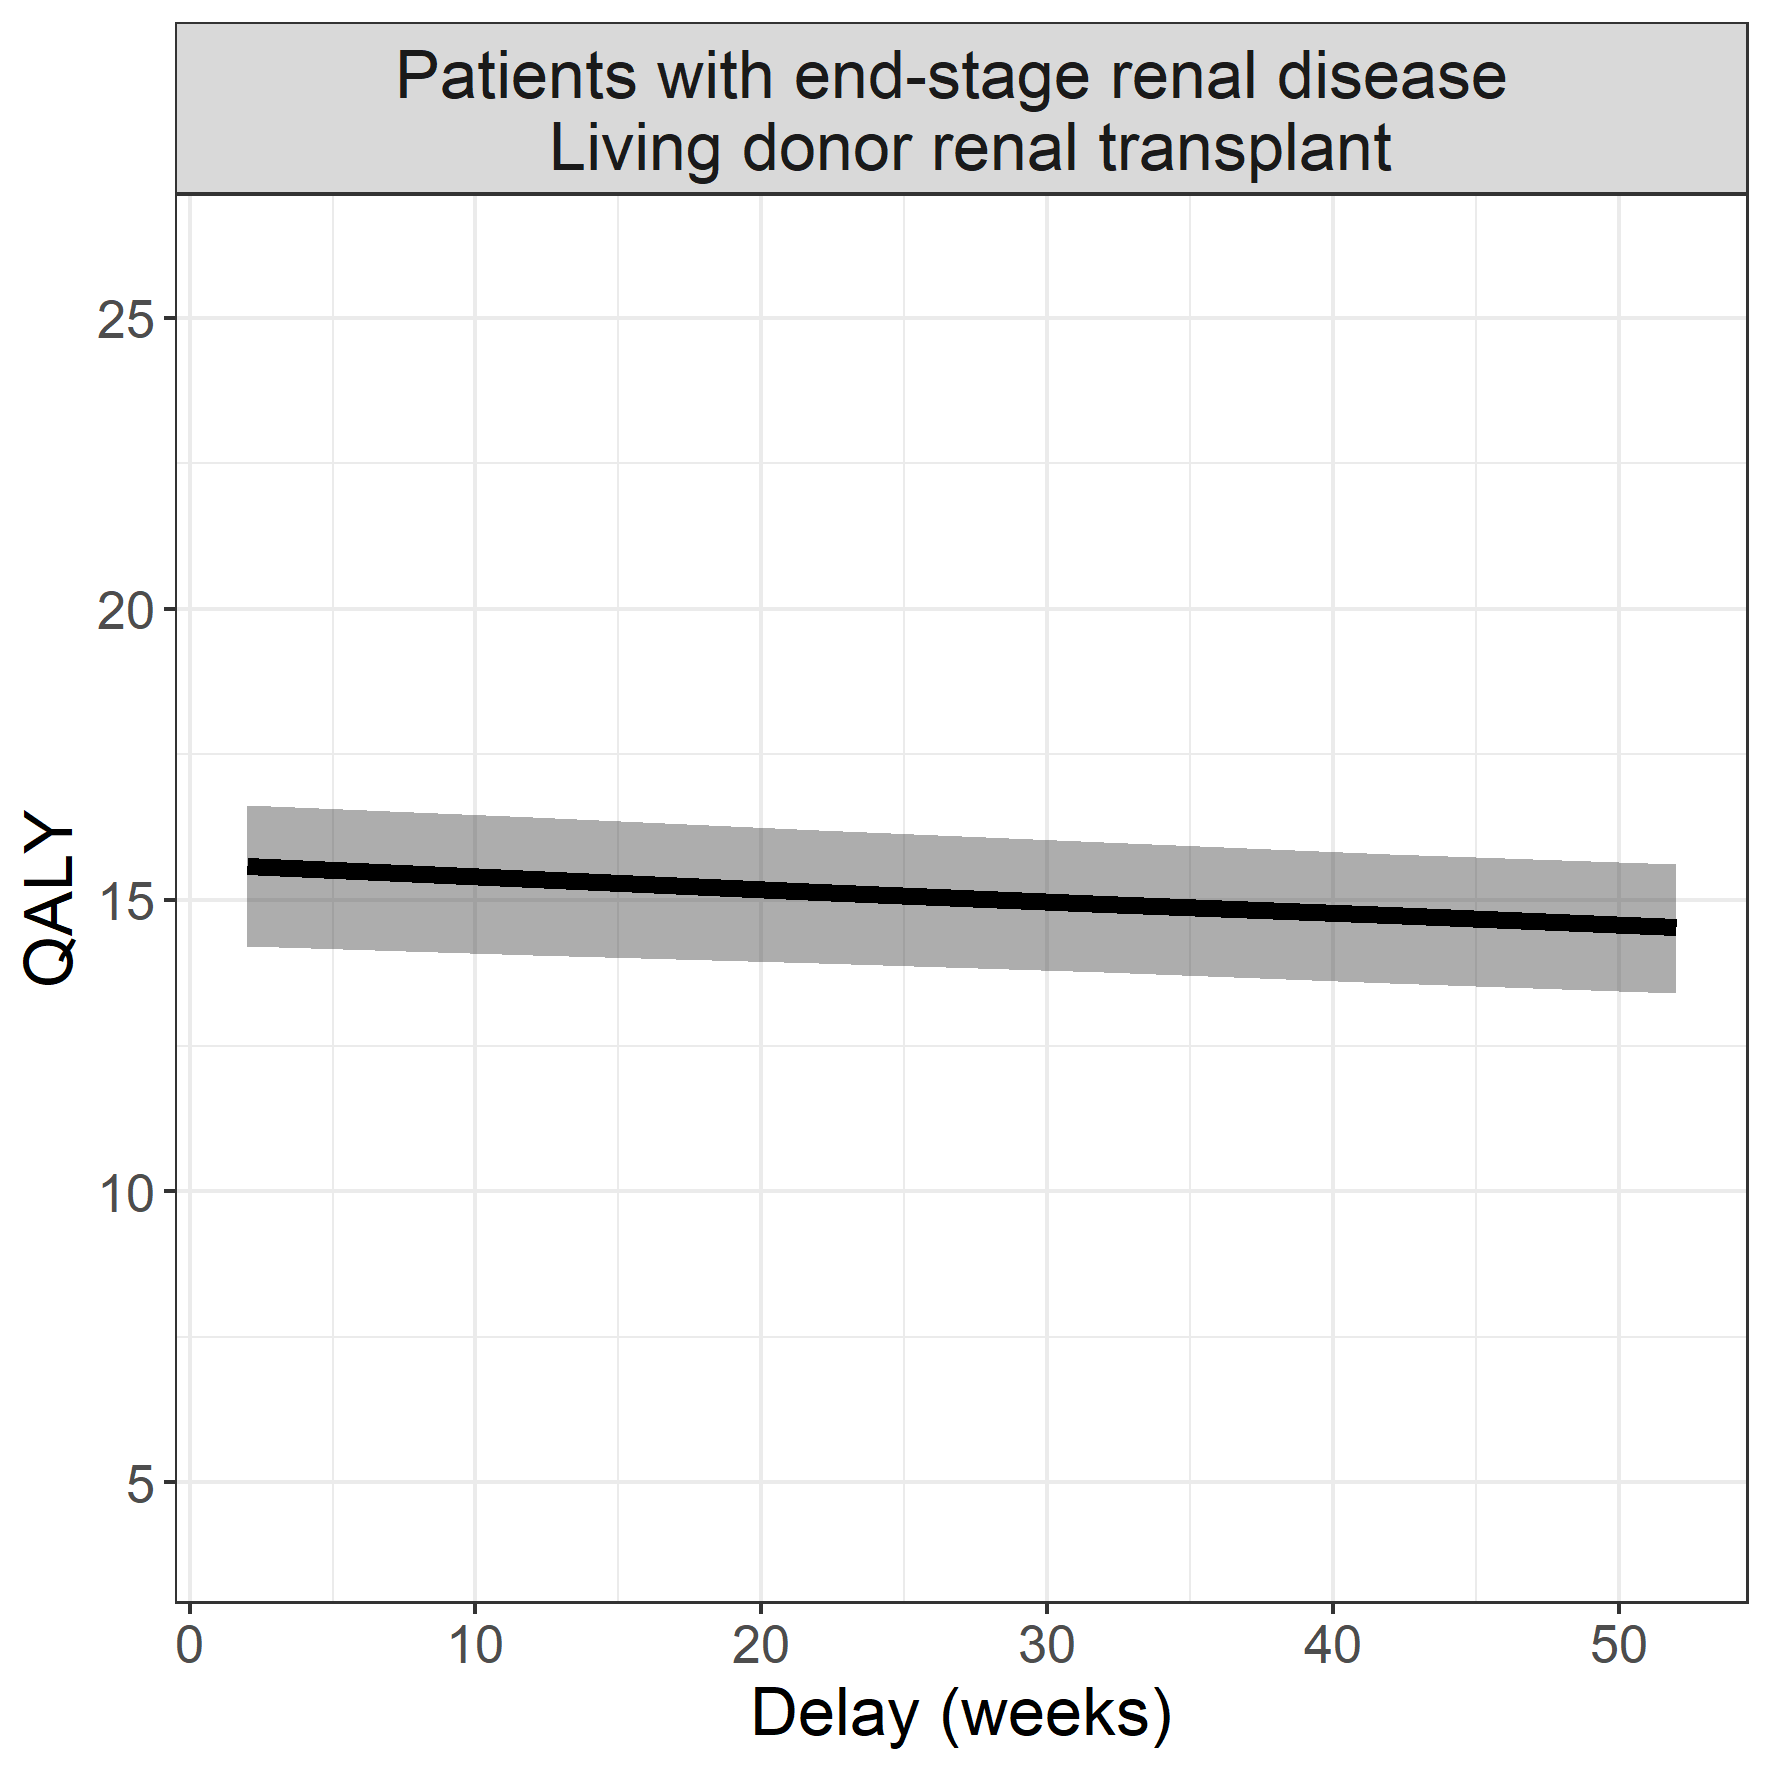 Patients with end-stage renal disease
Living donor renal transplant
25
20
15
10
5
QALY
0 10 20 30 40 50
Delay (weeks)